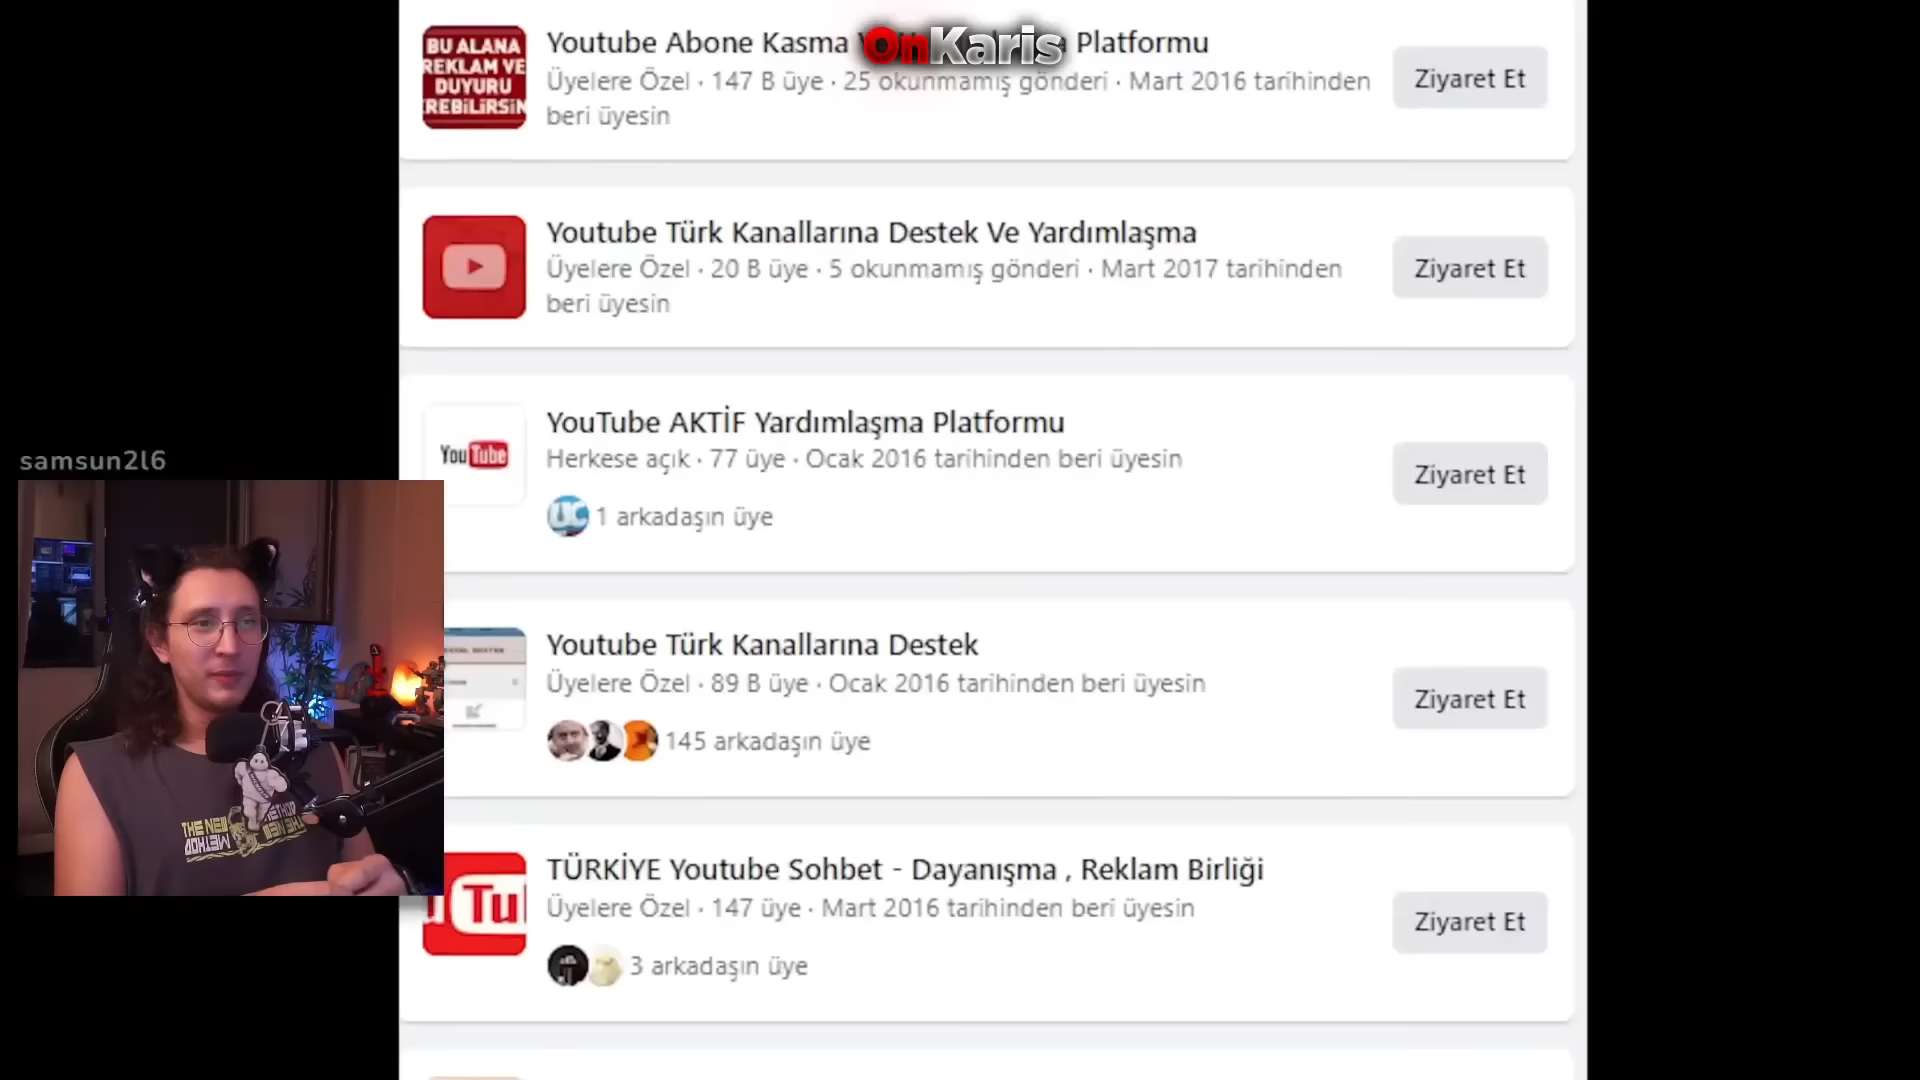 OnKaris
BU ALANA
REKLAM VE
DUYURU
Youtube Abone Kasma
Platformu
Üyelere Özel · 147 B üye · 25 okunmamış gönderi · Mart 2016 tarihinden
beri üyesin
Ziyaret Et
Youtube Türk Kanallarına Destek Ve Yardımlaşma
Üyelere Özel · 20 B üye · 5 okunmamış gönderi · Mart 2017 tarihinden
beri üyesin
Ziyaret Et
YouTube
YouTube AKTİF Yardımlaşma Platformu
Herkese açık · 77 üye · Ocak 2016 tarihinden beri üyesin
UC
1 arkadaşın üye
Ziyaret Et
samsun2l6
Youtube Türk Kanallarına Destek
Üyelere Özel · 89 B üye · Ocak 2016 tarihinden beri üyesin
145 arkadaşın üye
Ziyaret Et
THE NEW
METHOD
Tu
TÜRKİYE Youtube Sohbet - Dayanışma , Reklam Birliği
Üyelere Özel · 147 üye · Mart 2016 tarihinden beri üyesin
3 arkadaşın üye
Ziyaret Et